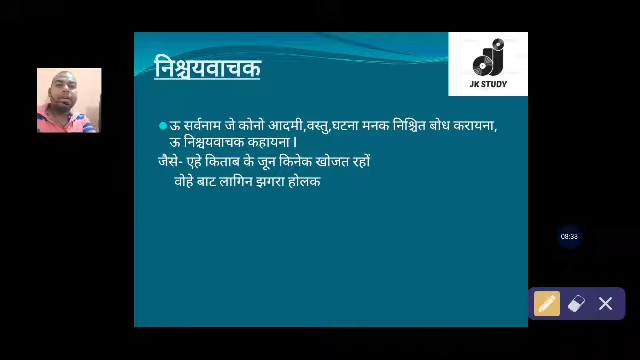 निश्चयवाचक
JK STUDY
ऊ सर्वनाम जे कोनो आदमी,वस्तु,घटना मनक निश्चित बोध करायना,
ऊ निश्चयवाचक कहायना I
जैसे- एहे किताब के जून किनेक खोजत रहों
वोहे बाट लागिन झगरा होलक
08:33